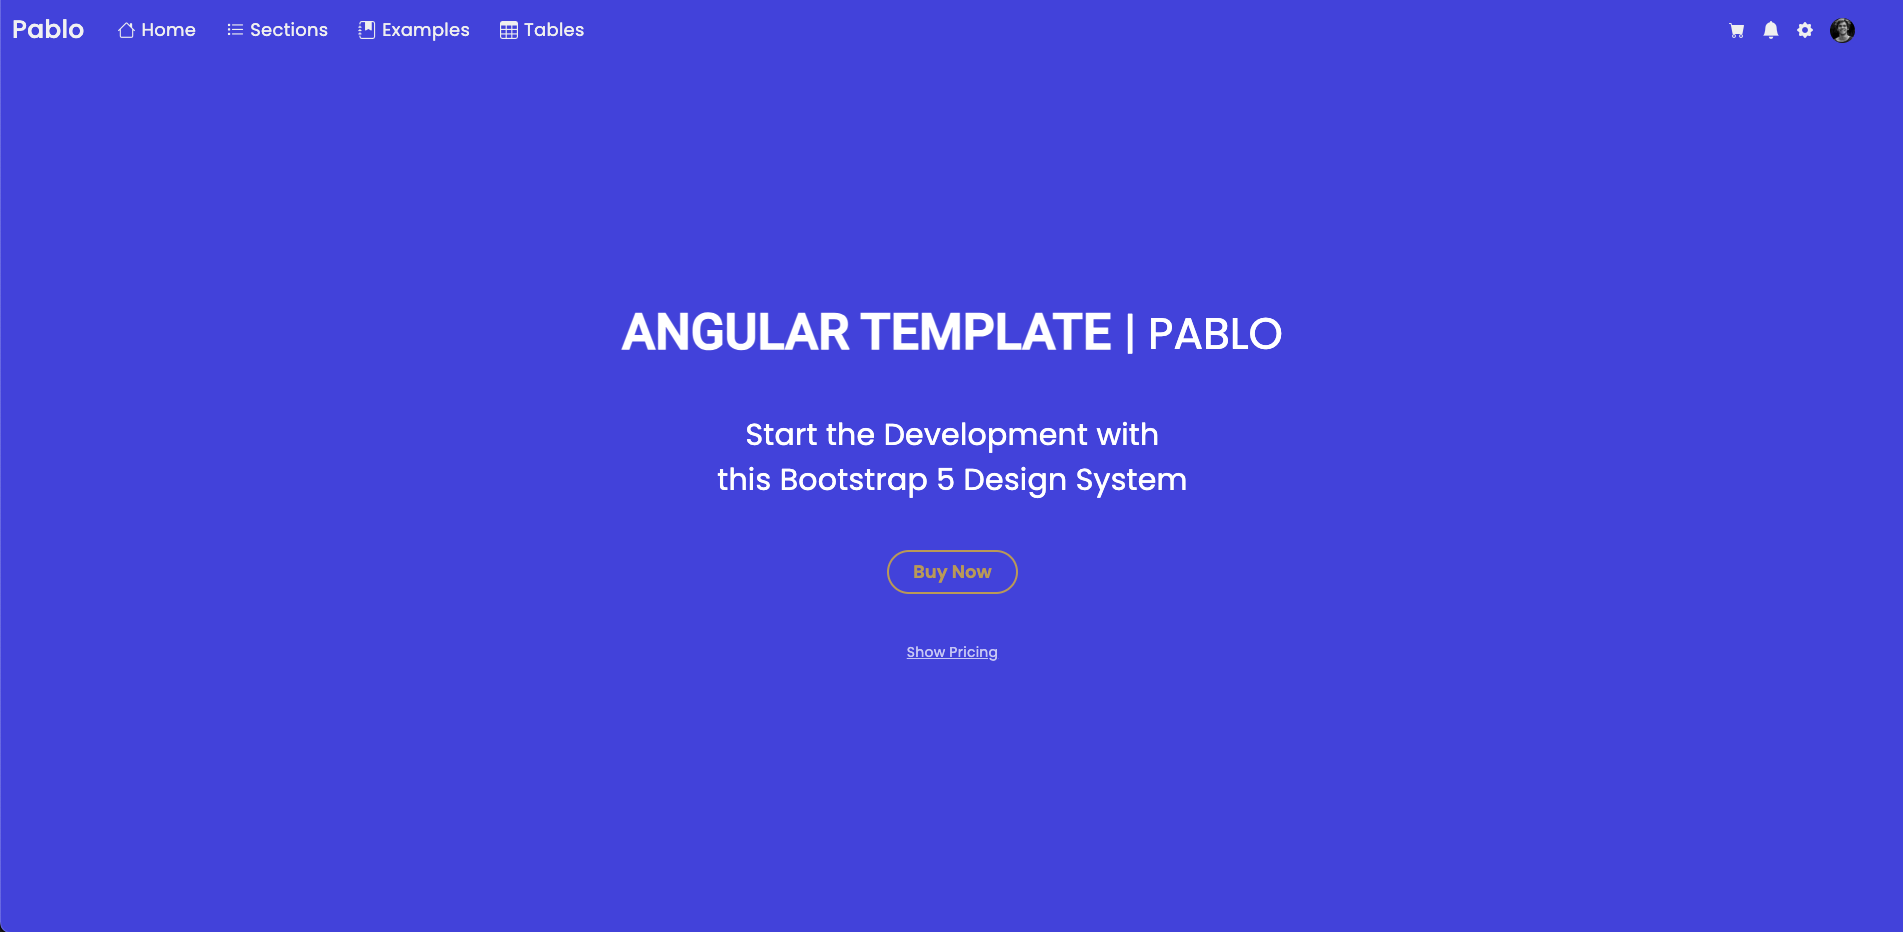 Pablo Home Sections Examples Tables
ANGULAR TEMPLATE | PABLO
Start the Development with
this Bootstrap 5 Design System
Buy Now
Show Pricing